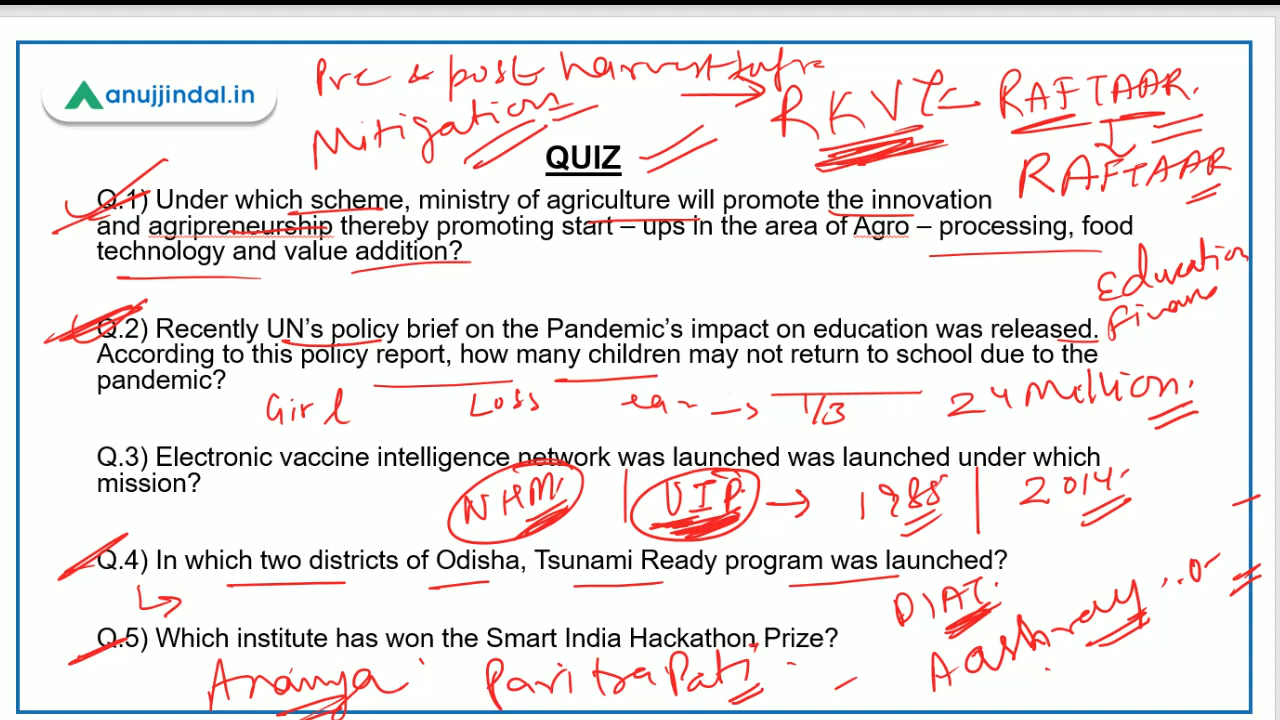 anujjindal.in
Pre & post harvest Infra
Mitigation
RKVY - RAFTAAR.
RAFTAAR
QUIZ
Q.1) Under which scheme, ministry of agriculture will promote the innovation
and agripreneurship thereby promoting start – ups in the area of Agro – processing, food
technology and value addition?
Education
Finance
Q.2) Recently UN's policy brief on the Pandemic's impact on education was released.
According to this policy report, how many children may not return to school due to the
pandemic?
Girl Loss → 1/3 24 Million.
Q.3) Electronic vaccine intelligence network was launched was launched under which
mission?
NHM | UIP → 1985 | 2014.
Q.4) In which two districts of Odisha, Tsunami Ready program was launched?
DIAT.
Q.5) Which institute has won the Smart India Hackathon Prize?
Aashray
Ananya Paritrapati